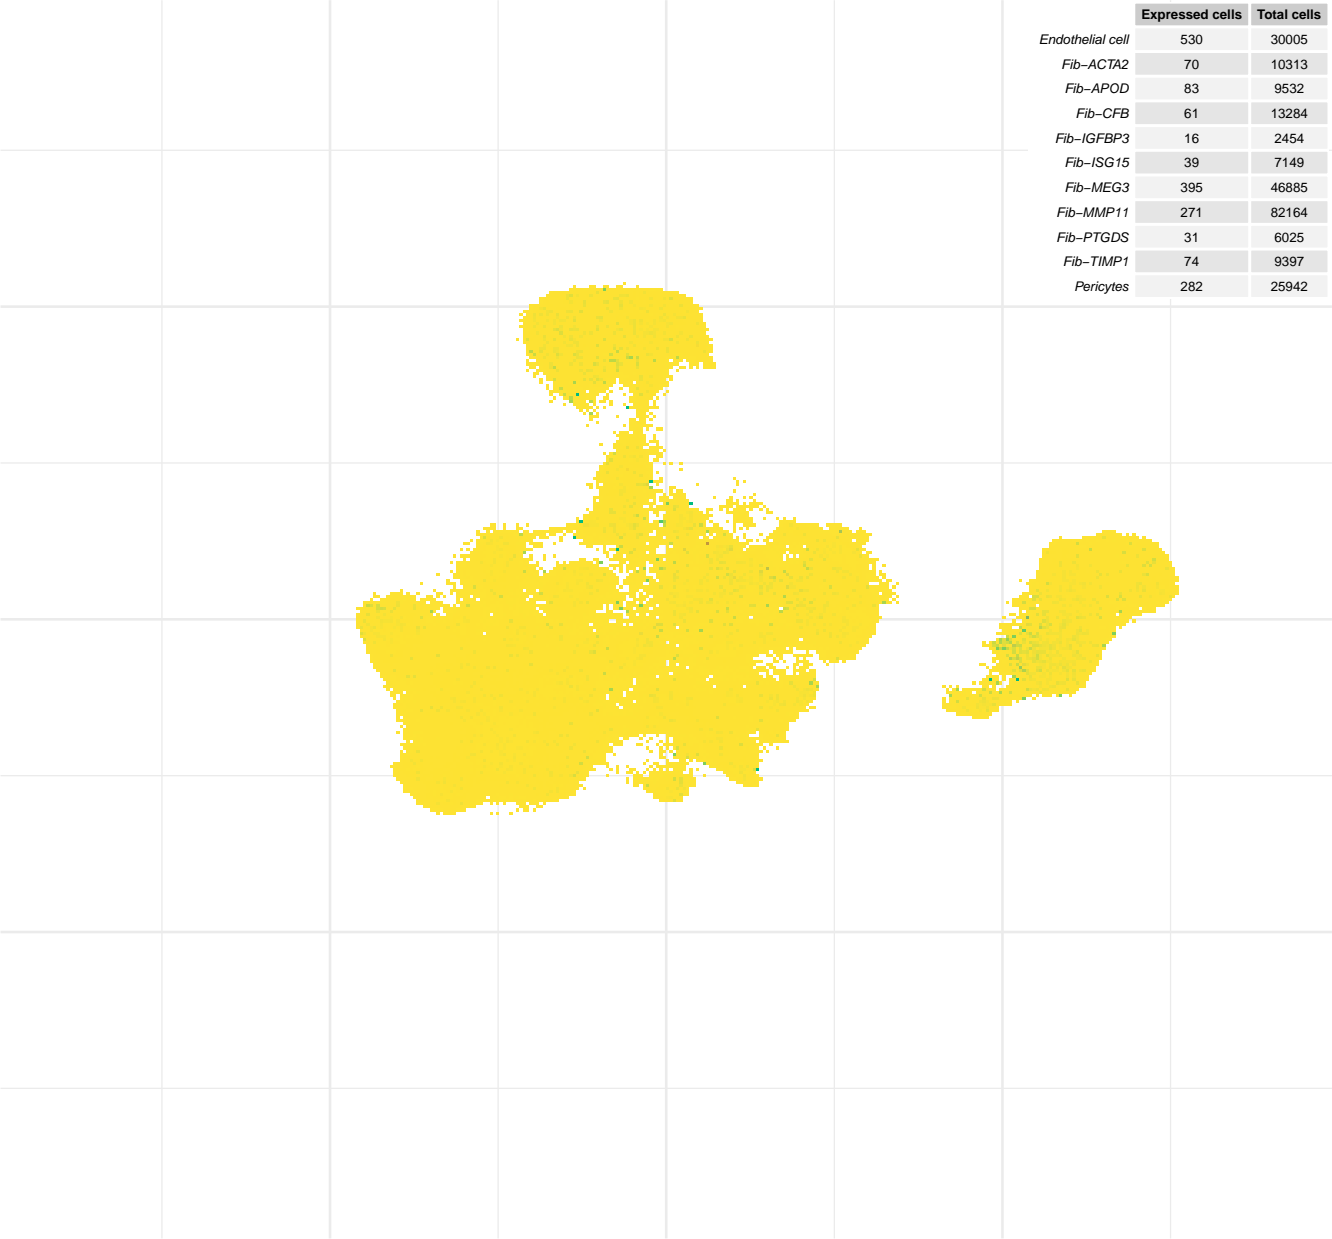 Expressed cells Total cells
Endothelial cell 530 30005
Fib−ACTA2 70 10313
Fib−APOD 83 9532
Fib−CFB 61 13284
Fib−IGFBP3 16 2454
Fib−ISG15 39 7149
Fib−MEG3 395 46885
Fib−MMP11 271 82164
Fib−PTGDS 31 6025
Fib−TIMP1 74 9397
Pericytes 282 25942